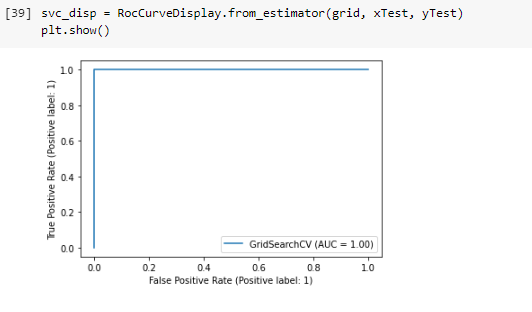 [39] svc_disp = RocCurveDisplay.from_estimator(grid, xTest, yTest)
plt.show()
1.0
0.8
0.6
0.4
0.2
0.0
True Positive Rate (Positive label: 1)
GridSearchCV (AUC = 1.00)
0.0 0.2 0.4 0.6 0.8 1.0
False Positive Rate (Positive label: 1)